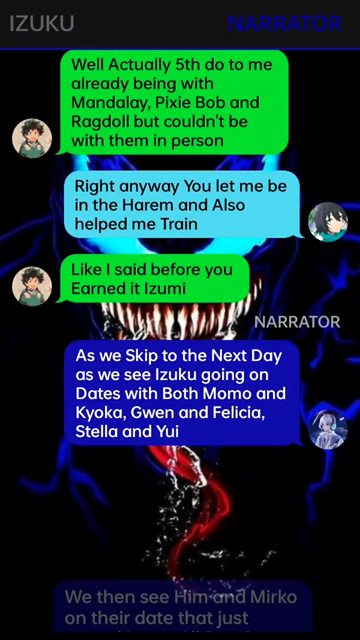 IZUKU NARRATOR
Well Actually 5th do to me
already being with
Mandalay, Pixie Bob and
Ragdoll but couldn't be
with them in person
Right anyway You let me be
in the Harem and Also
helped me Train
Like I said before you
Earned it Izumi
NARRATOR
As we Skip to the Next Day
as we see Izuku going on
Dates with Both Momo and
Kyoka, Gwen and Felicia,
Stella and Yui
We then see Him and Mirko
on their date that just